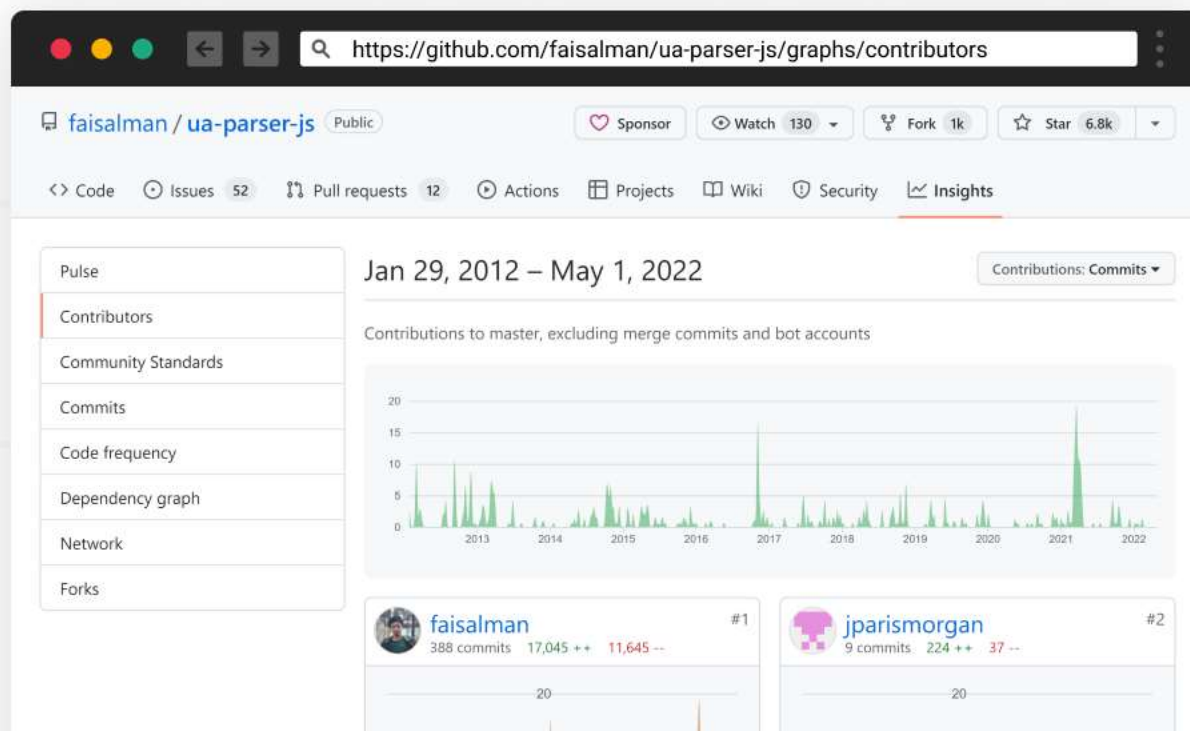 https://github.com/faisalman/ua-parser-js/graphs/contributors
faisalman / ua-parser-js Public
Sponsor Watch 130 Fork 1k Star 6.8k
Code Issues 52 Pull requests 12 Actions Projects Wiki Security Insights
Pulse
Contributors
Community Standards
Commits
Code frequency
Dependency graph
Network
Forks
Jan 29, 2012 – May 1, 2022
Contributions: Commits
Contributions to master, excluding merge commits and bot accounts
20
15
10
5
0
2013 2014 2015 2016 2017 2018 2019 2020 2021 2022
faisalman #1
388 commits 17,045 ++ 11,645 --
20
jparismorgan #2
9 commits 224 ++ 37 --
20